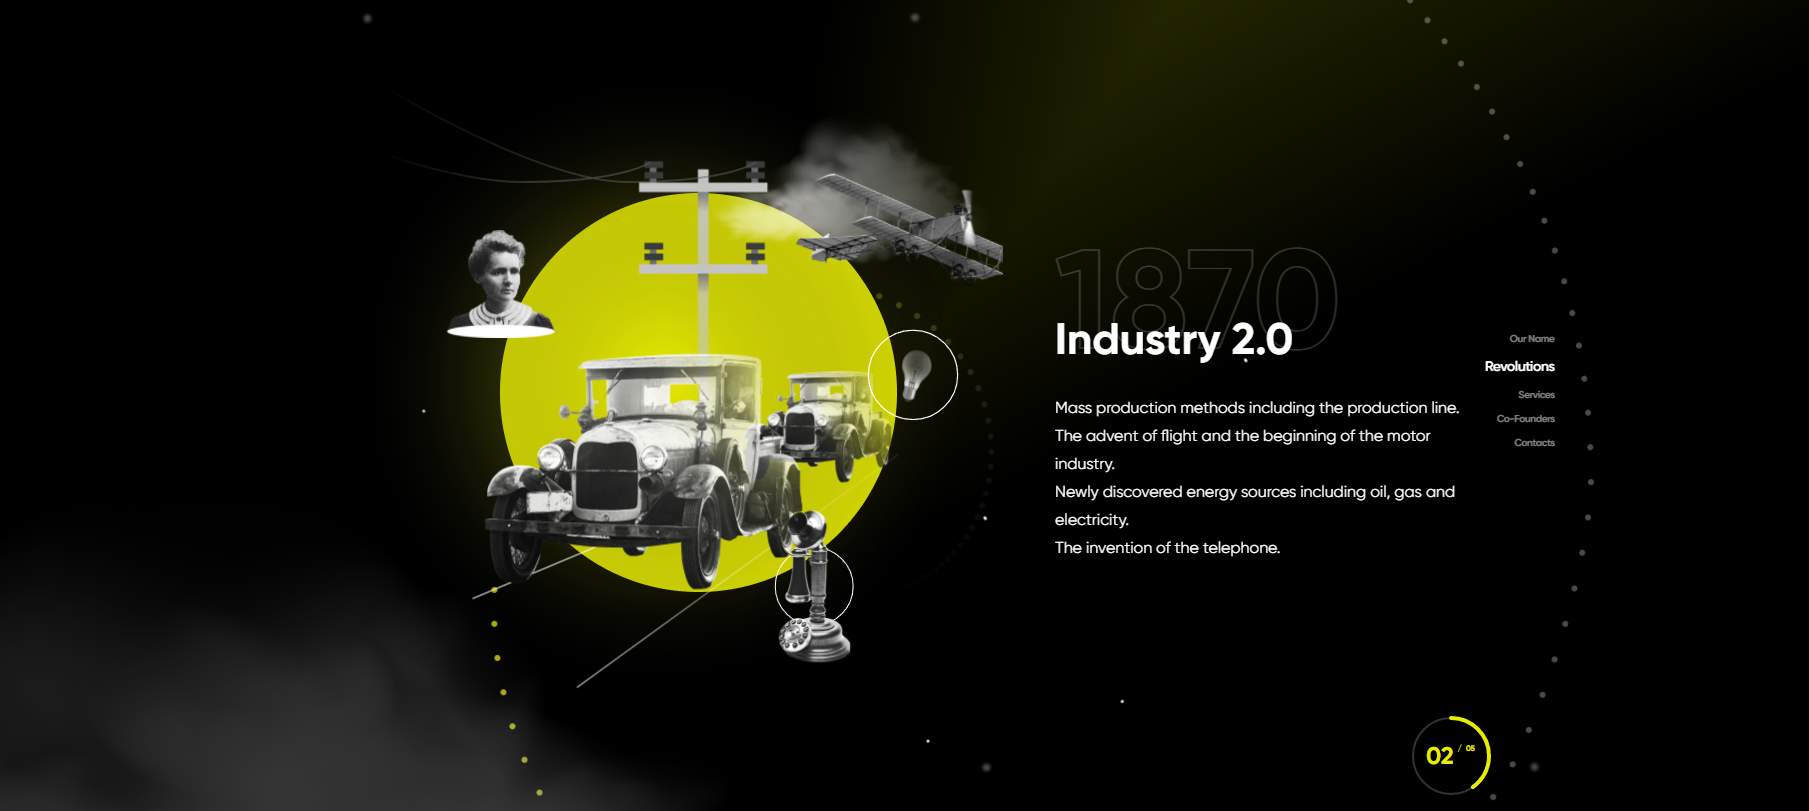 1870
Industry 2.0
Mass production methods including the production line.
The advent of flight and the beginning of the motor
industry.
Newly discovered energy sources including oil, gas and
electricity.
The invention of the telephone.
Our Name
Revolutions
Services
Co-Founders
Contacts
02 / 05